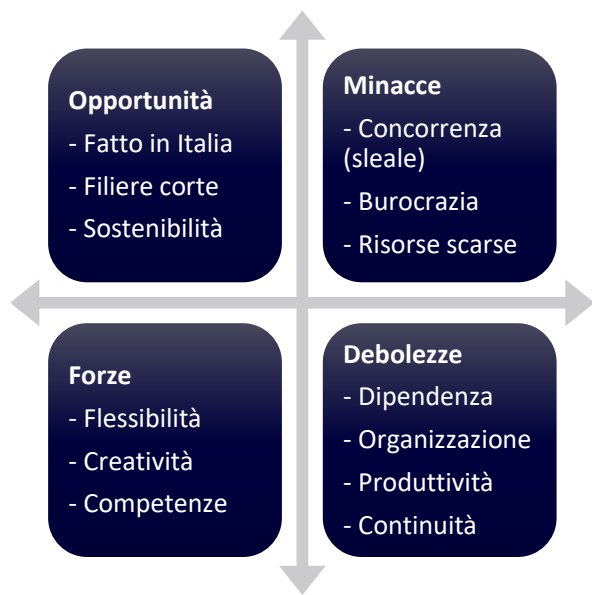 Opportunità
- Fatto in Italia
- Filiere corte
- Sostenibilità
Minacce
- Concorrenza
(sleale)
- Burocrazia
- Risorse scarse
Forze
- Flessibilità
- Creatività
- Competenze
Debolezze
- Dipendenza
- Organizzazione
- Produttività
- Continuità